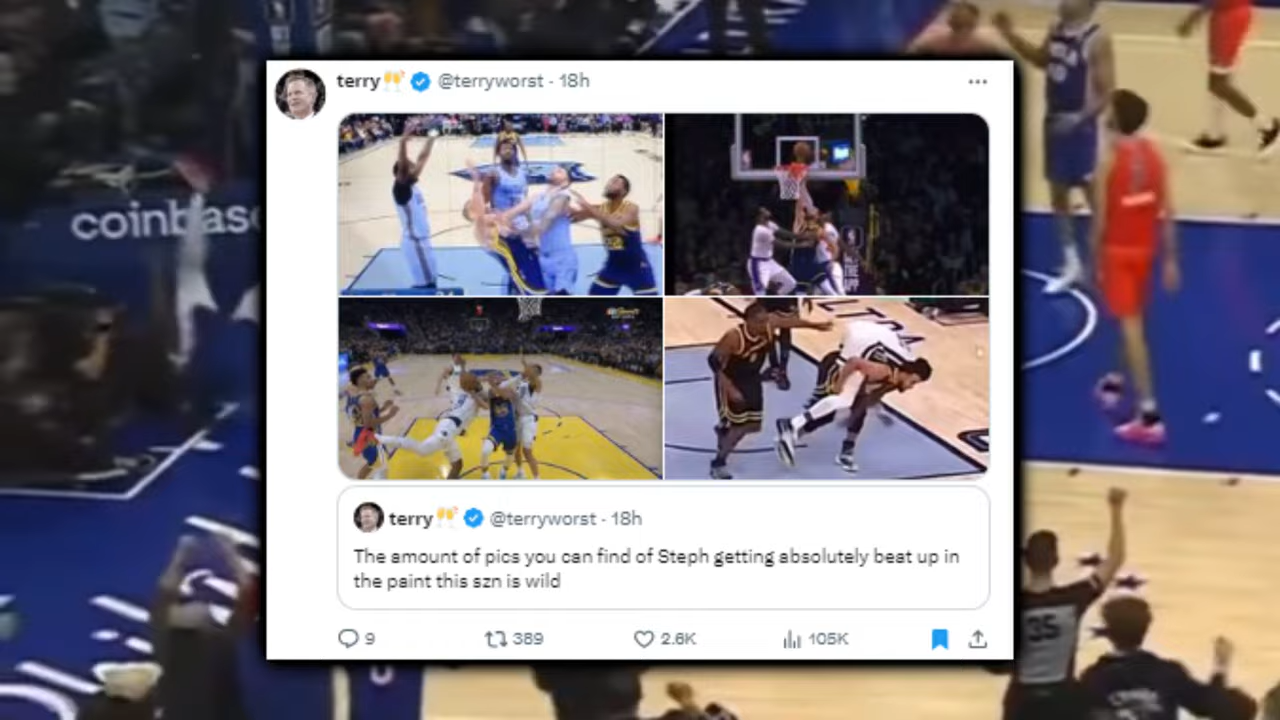 terry🥂 @terryworst · 18h
terry🥂 @terryworst · 18h
The amount of pics you can find of Steph getting absolutely beat up in
the paint this szn is wild
9 389 2.6K 105K
coinbase
35